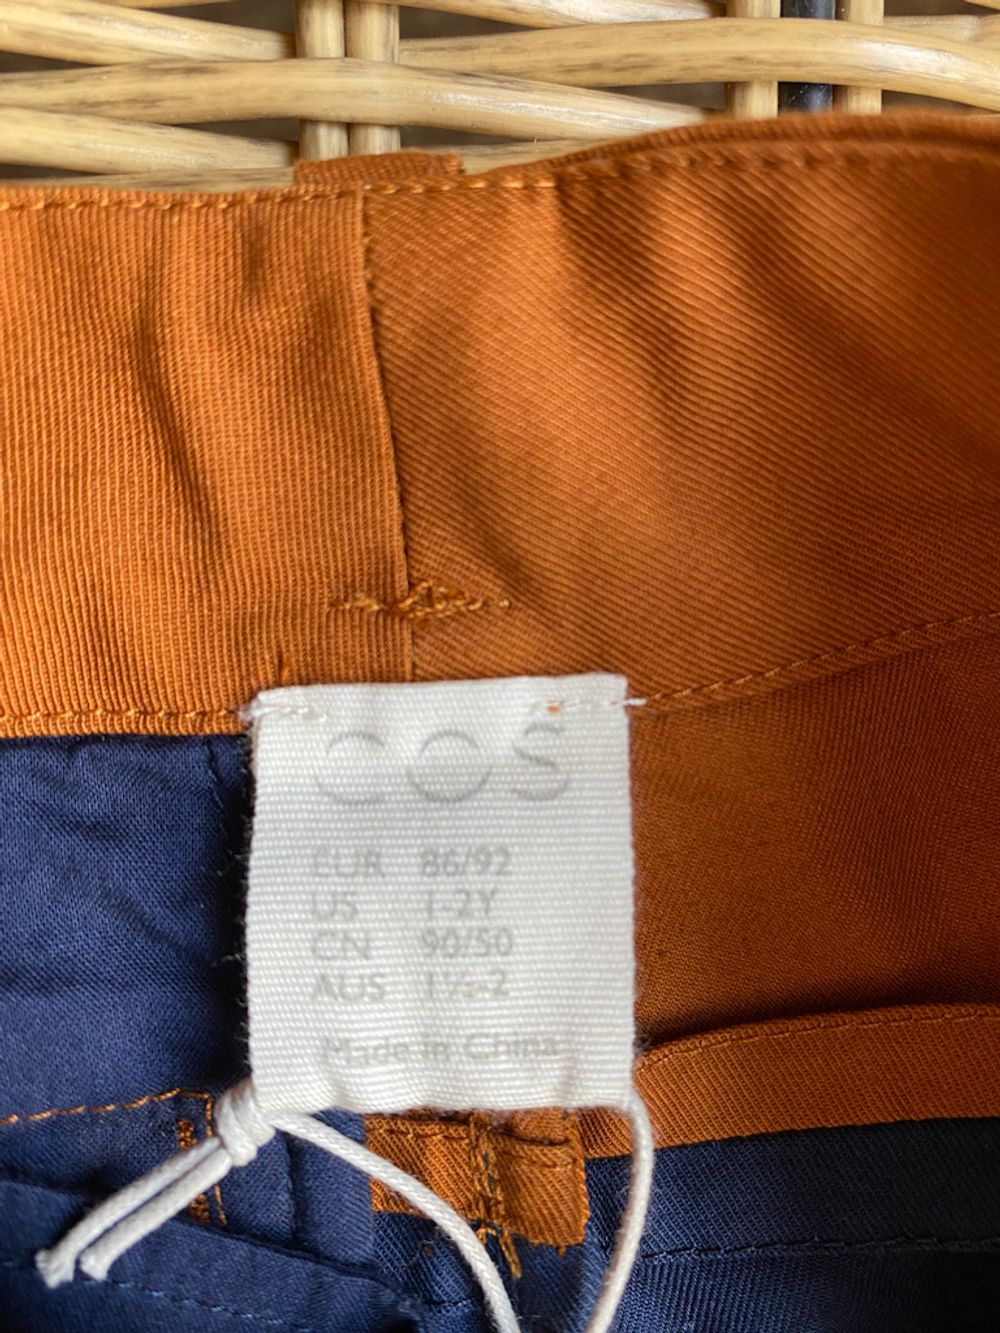 COS
EUR 86/92
US 1-2Y
CN 90/50
AUS 1½-2
Made in China